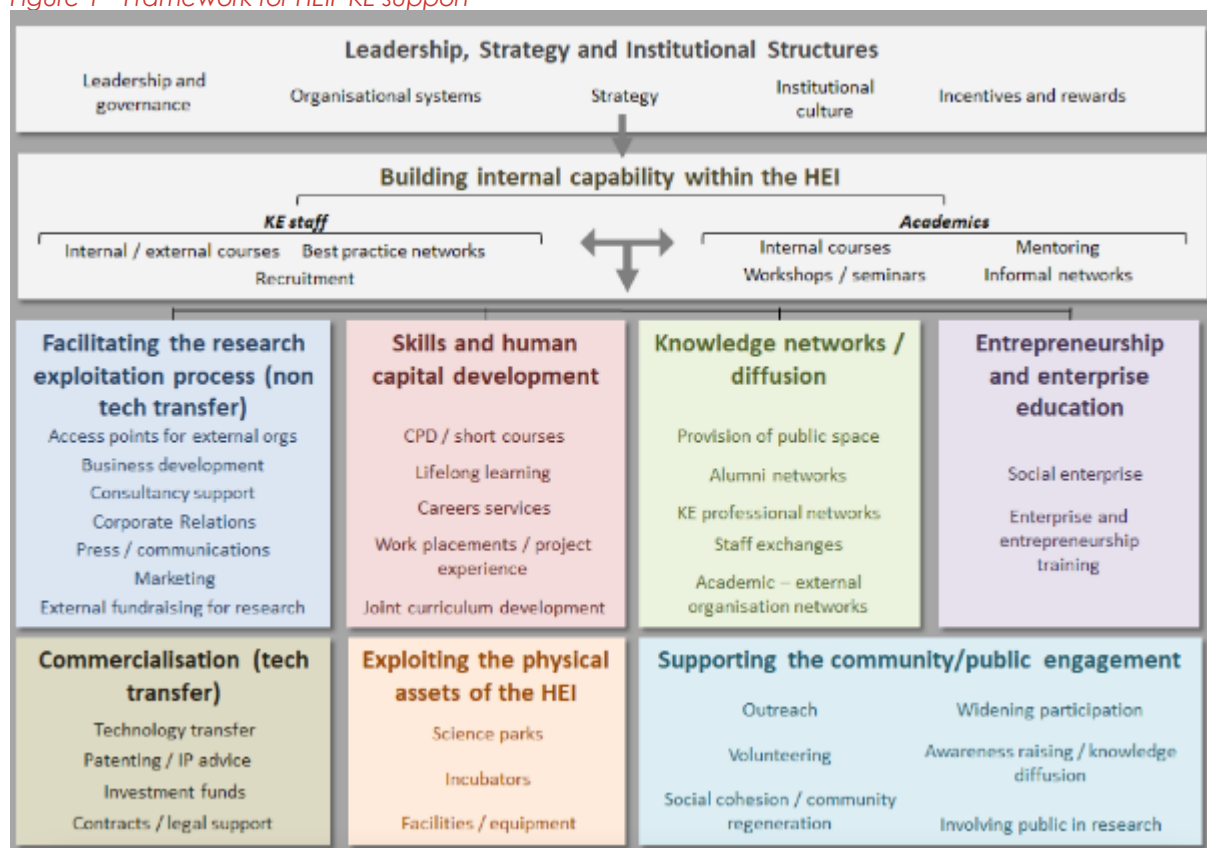 Figure 1 - Framework for HEIF KE support
Leadership, Strategy and Institutional Structures
Leadership and
governance
Organisational systems
Strategy
Institutional
culture
Incentives and rewards
Building internal capability within the HEI
KE staff
Internal / external courses
Best practice networks
Recruitment
Academics
Internal courses
Mentoring
Workshops / seminars
Informal networks
Facilitating the research
exploitation process (non
tech transfer)
Access points for external orgs
Business development
Consultancy support
Corporate Relations
Press / communications
Marketing
External fundraising for research
Skills and human
capital development
CPD / short courses
Lifelong learning
Careers services
Work placements / project
experience
Joint curriculum development
Knowledge networks /
diffusion
Provision of public space
Alumni networks
KE professional networks
Staff exchanges
Academic – external
organisation networks
Entrepreneurship
and enterprise
education
Social enterprise
Enterprise and
entrepreneurship
training
Commercialisation (tech
transfer)
Technology transfer
Patenting / IP advice
Investment funds
Contracts / legal support
Exploiting the physical
assets of the HEI
Science parks
Incubators
Facilities / equipment
Supporting the community/public engagement
Outreach
Volunteering
Social cohesion / community
regeneration
Widening participation
Awareness raising / knowledge
diffusion
Involving public in research